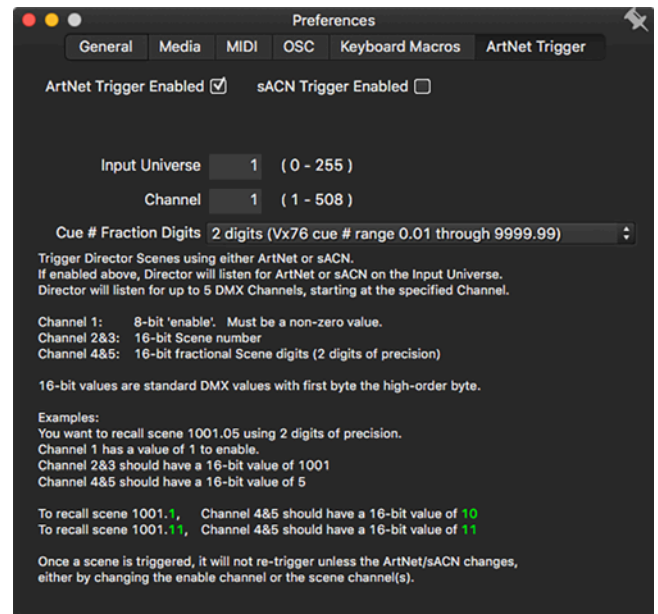 Preferences
General Media MIDI OSC Keyboard Macros ArtNet Trigger
ArtNet Trigger Enabled sACN Trigger Enabled
Input Universe 1 ( 0 - 255 )
Channel 1 ( 1 - 508 )
Cue # Fraction Digits 2 digits (Vx76 cue # range 0.01 through 9999.99)
Trigger Director Scenes using either ArtNet or sACN.
If enabled above, Director will listen for ArtNet or sACN on the Input Universe.
Director will listen for up to 5 DMX Channels, starting at the specified Channel.
Channel 1: 8-bit 'enable'. Must be a non-zero value.
Channel 2&3: 16-bit Scene number
Channel 4&5: 16-bit fractional Scene digits (2 digits of precision)
16-bit values are standard DMX values with first byte the high-order byte.
Examples:
You want to recall scene 1001.05 using 2 digits of precision.
Channel 1 has a value of 1 to enable.
Channel 2&3 should have a 16-bit value of 1001
Channel 4&5 should have a 16-bit value of 5
To recall scene 1001.1, Channel 4&5 should have a 16-bit value of 10
To recall scene 1001.11, Channel 4&5 should have a 16-bit value of 11
Once a scene is triggered, it will not re-trigger unless the ArtNet/sACN changes,
either by changing the enable channel or the scene channel(s).